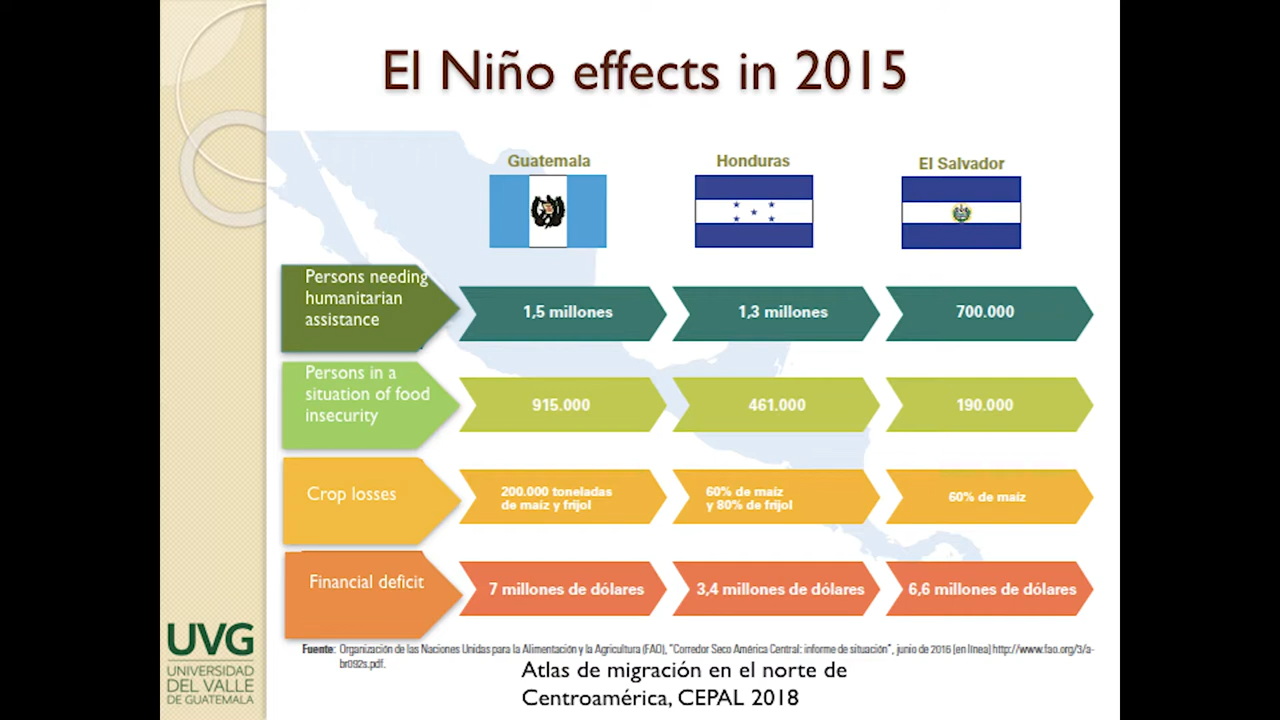 El Niño effects in 2015
Guatemala
Honduras
El Salvador
Persons needing
humanitarian
assistance
1,5 millones
1,3 millones
700.000
Persons in a
situation of food
insecurity
915.000
461.000
190.000
Crop losses
200.000 toneladas
de maíz y frijol
60% de maíz
y 80% de frijol
60% de maíz
Financial deficit
7 millones de dólares
3,4 millones de dólares
6,6 millones de dólares
Fuente: Organización de las Naciones Unidas para la Alimentación y la Agricultura (FAO), "Corredor Seco América Central: informe de situación", junio de 2016 [en línea] http://www.fao.org/3/a-
br092s.pdf.
Atlas de migración en el norte de
Centroamérica, CEPAL 2018
UVG
UNIVERSIDAD
DEL VALLE
DE GUATEMALA